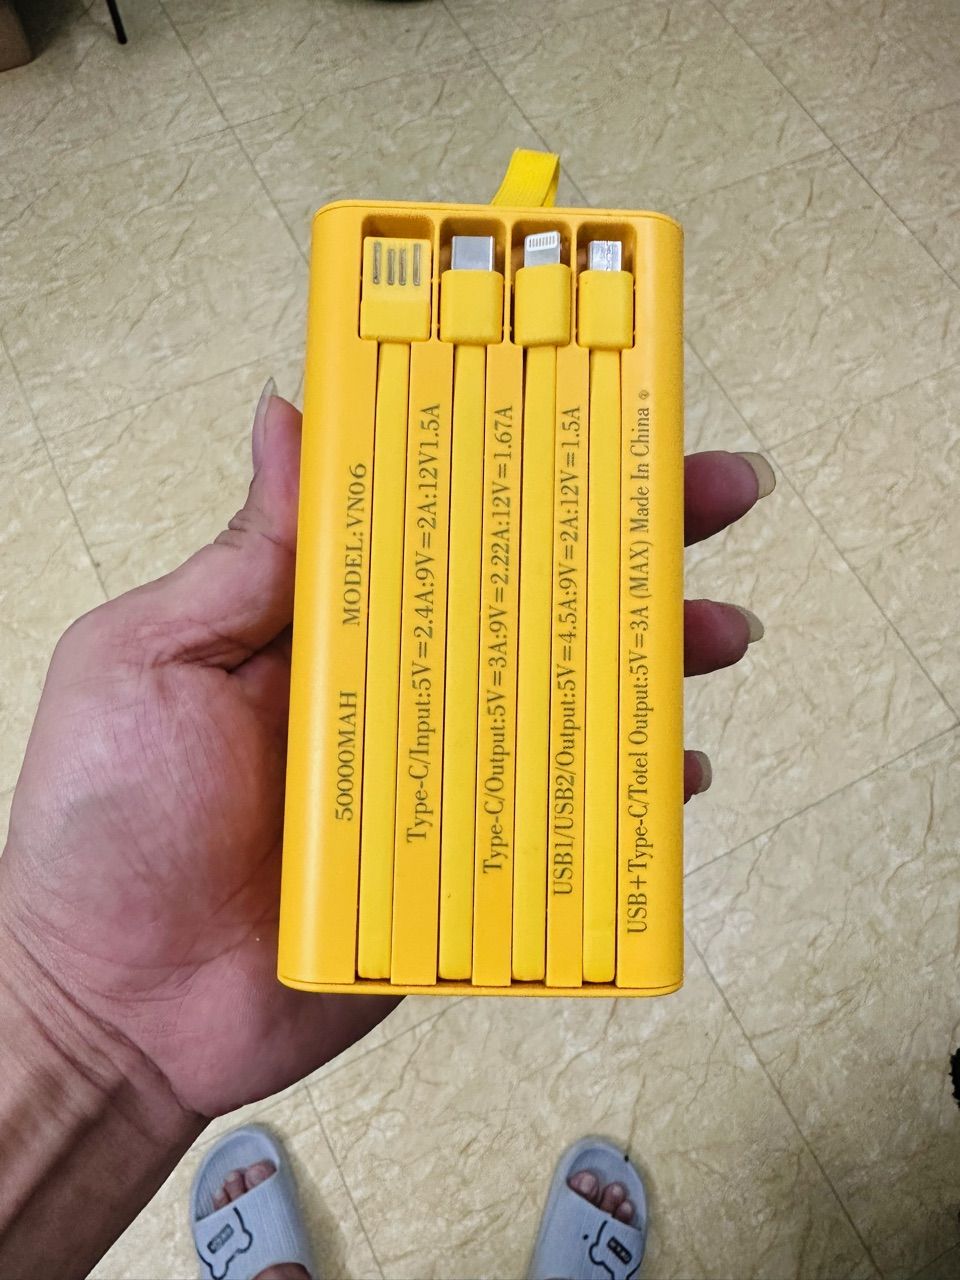 50000MAH MODEL:VN06
Type-C/Input:5V=2.4A:9V=2A:12V1.5A
Type-C/Output:5V=3A:9V=2.22A:12V=1.67A
USB1/USB2/Output:5V=4.5A:9V=2A:12V=1.5A
USB+Type-C/Totel Output:5V=3A (MAX) Made In China